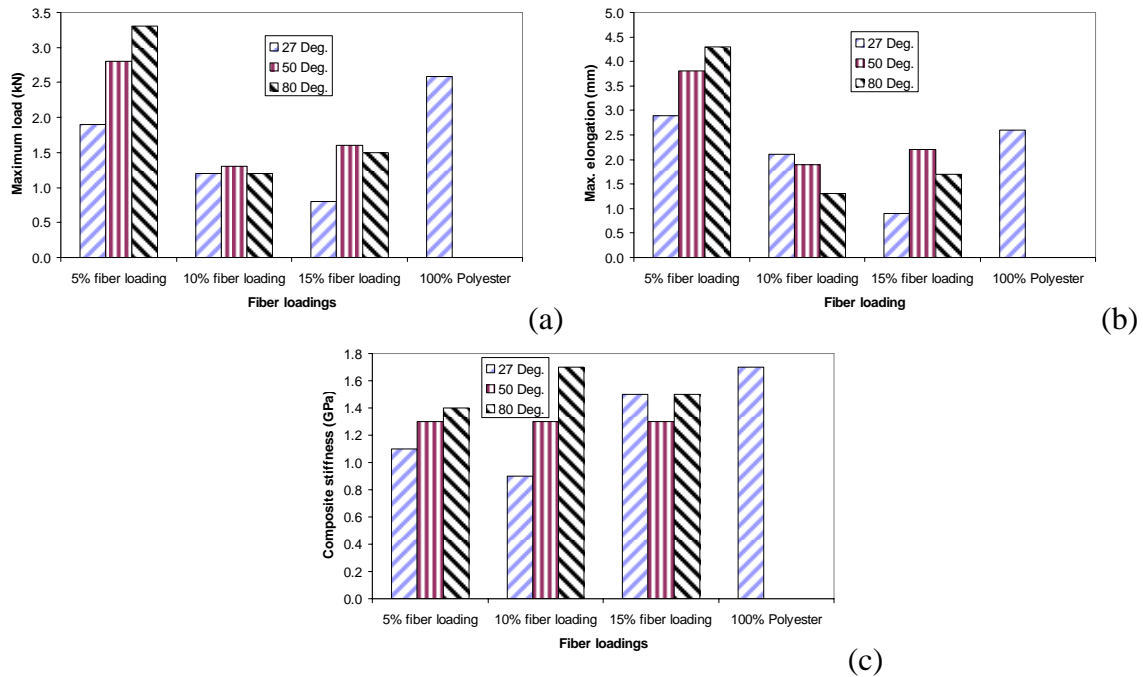 Maximum load (kN)
3.5
3.0
2.5
2.0
1.5
1.0
0.5
0.0
27 Deg.
50 Deg.
80 Deg.
5% fiber loading 10% fiber loading 15% fiber loading 100% Polyester
Fiber loadings
(a)
Max. elongation (mm)
5.0
4.5
4.0
3.5
3.0
2.5
2.0
1.5
1.0
0.5
0.0
27 Deg.
50 Deg.
80 Deg.
5% fiber loading 10% fiber loading 15% fiber loading 100% Polyester
Fiber loading
(b)
Composite stiffness (GPa)
1.8
1.6
1.4
1.2
1.0
0.8
0.6
0.4
0.2
0.0
27 Deg.
50 Deg.
80 Deg.
5% fiber loading 10% fiber loading 15% fiber loading 100% Polyester
Fiber loadings
(c)